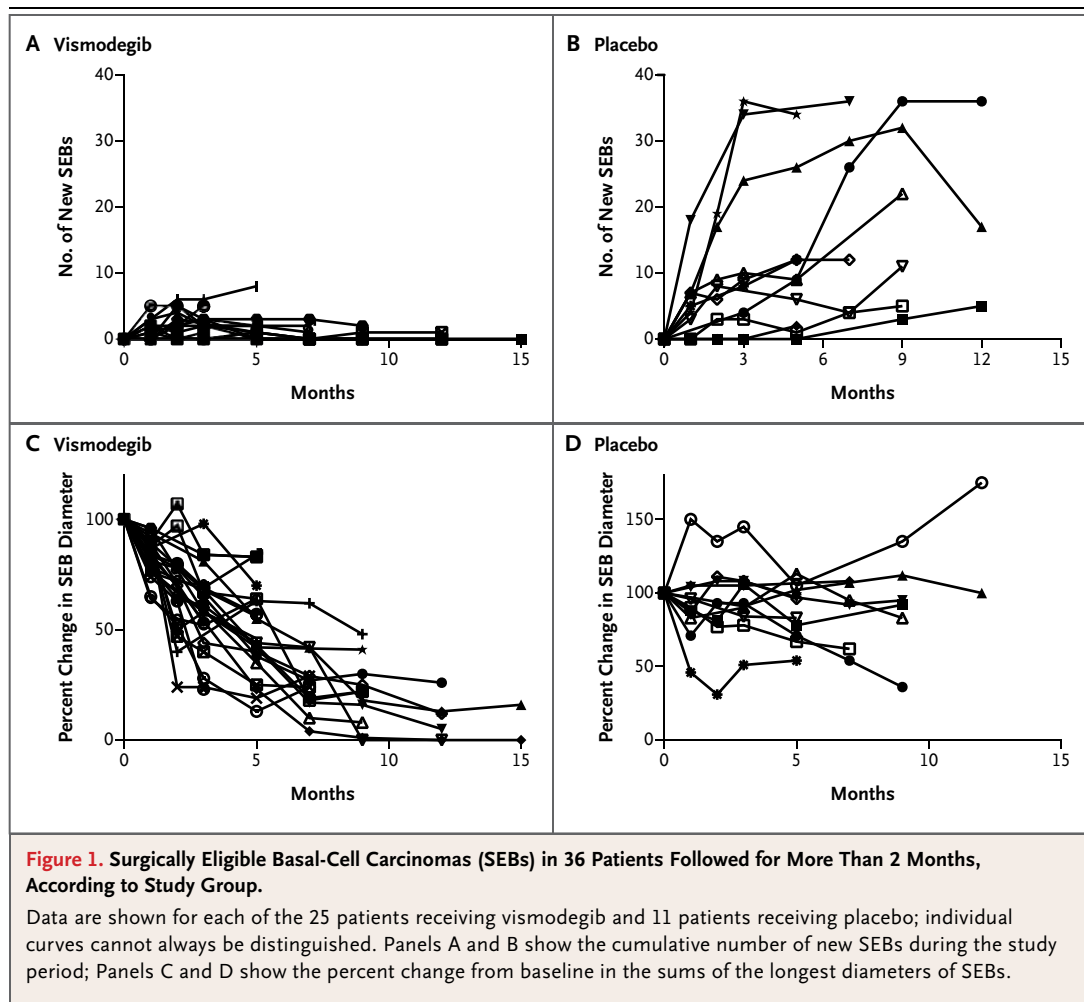 A Vismodegib
No. of New SEBs
40
30
20
10
0
0 5 10 15
Months
B Placebo
No. of New SEBs
40
30
20
10
0
0 3 6 9 12 15
Months
C Vismodegib
Percent Change in SEB Diameter
100
50
0
0 5 10 15
Months
D Placebo
Percent Change in SEB Diameter
150
100
50
0
0 5 10 15
Months
Figure 1. Surgically Eligible Basal-Cell Carcinomas (SEBs) in 36 Patients Followed for More Than 2 Months,
According to Study Group.
Data are shown for each of the 25 patients receiving vismodegib and 11 patients receiving placebo; individual
curves cannot always be distinguished. Panels A and B show the cumulative number of new SEBs during the study
period; Panels C and D show the percent change from baseline in the sums of the longest diameters of SEBs.